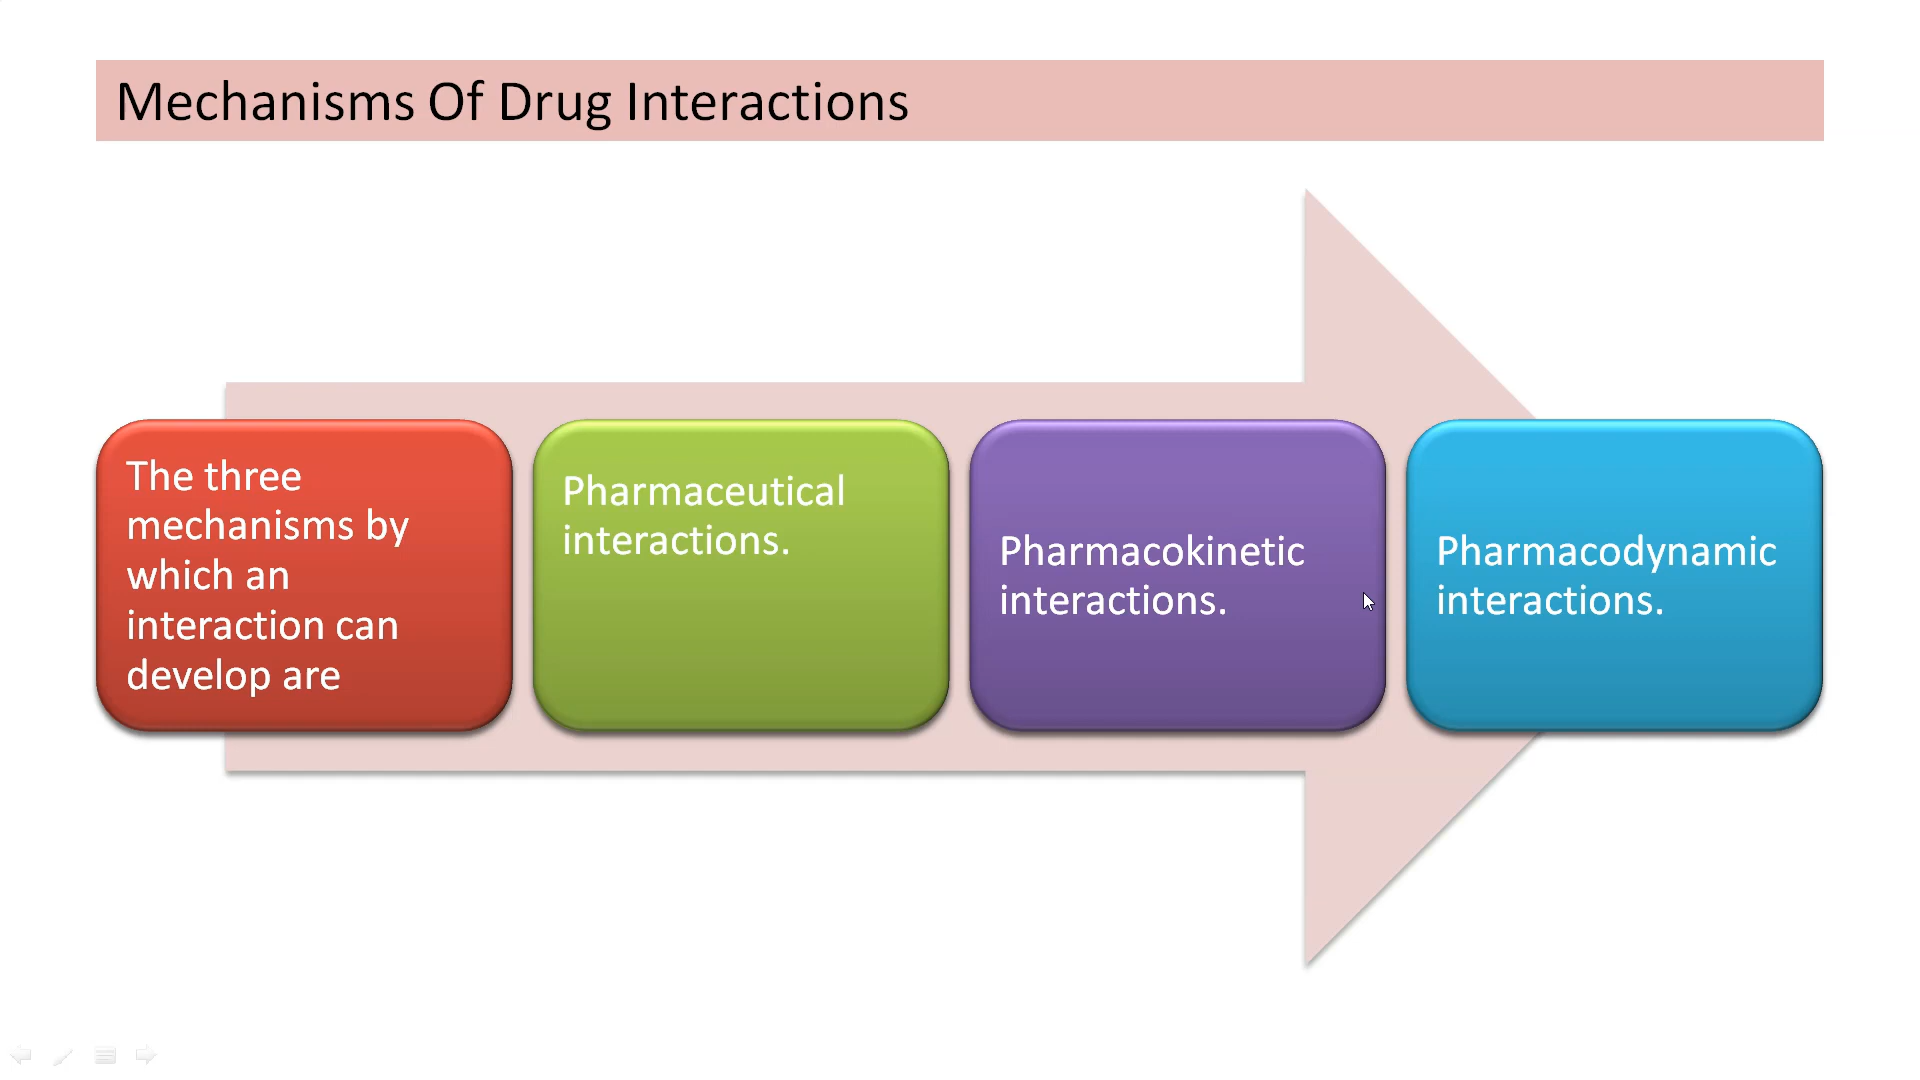 Mechanisms Of Drug Interactions
The three
mechanisms by
which an
interaction can
develop are
Pharmaceutical
interactions.
Pharmacokinetic
interactions.
Pharmacodynamic
interactions.